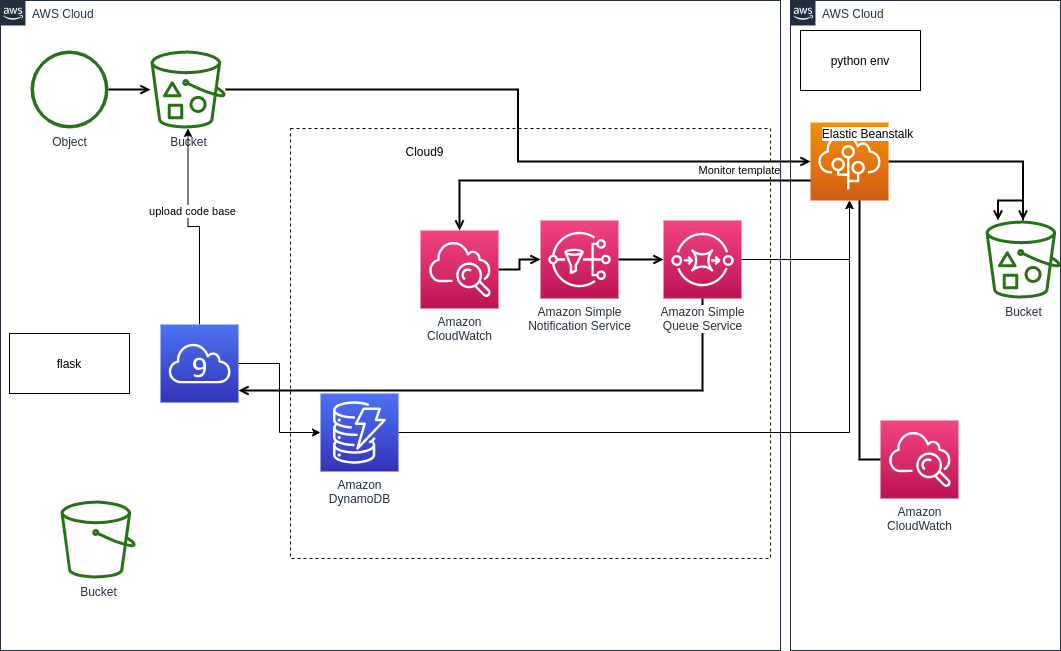 aws
AWS Cloud
aws
AWS Cloud
python env
Object
Bucket
Elastic Beanstalk
Cloud9
Monitor template
upload code base
Amazon
CloudWatch
Amazon Simple
Notification Service
Amazon Simple
Queue Service
Bucket
flask
9
Amazon
DynamoDB
Amazon
CloudWatch
Bucket